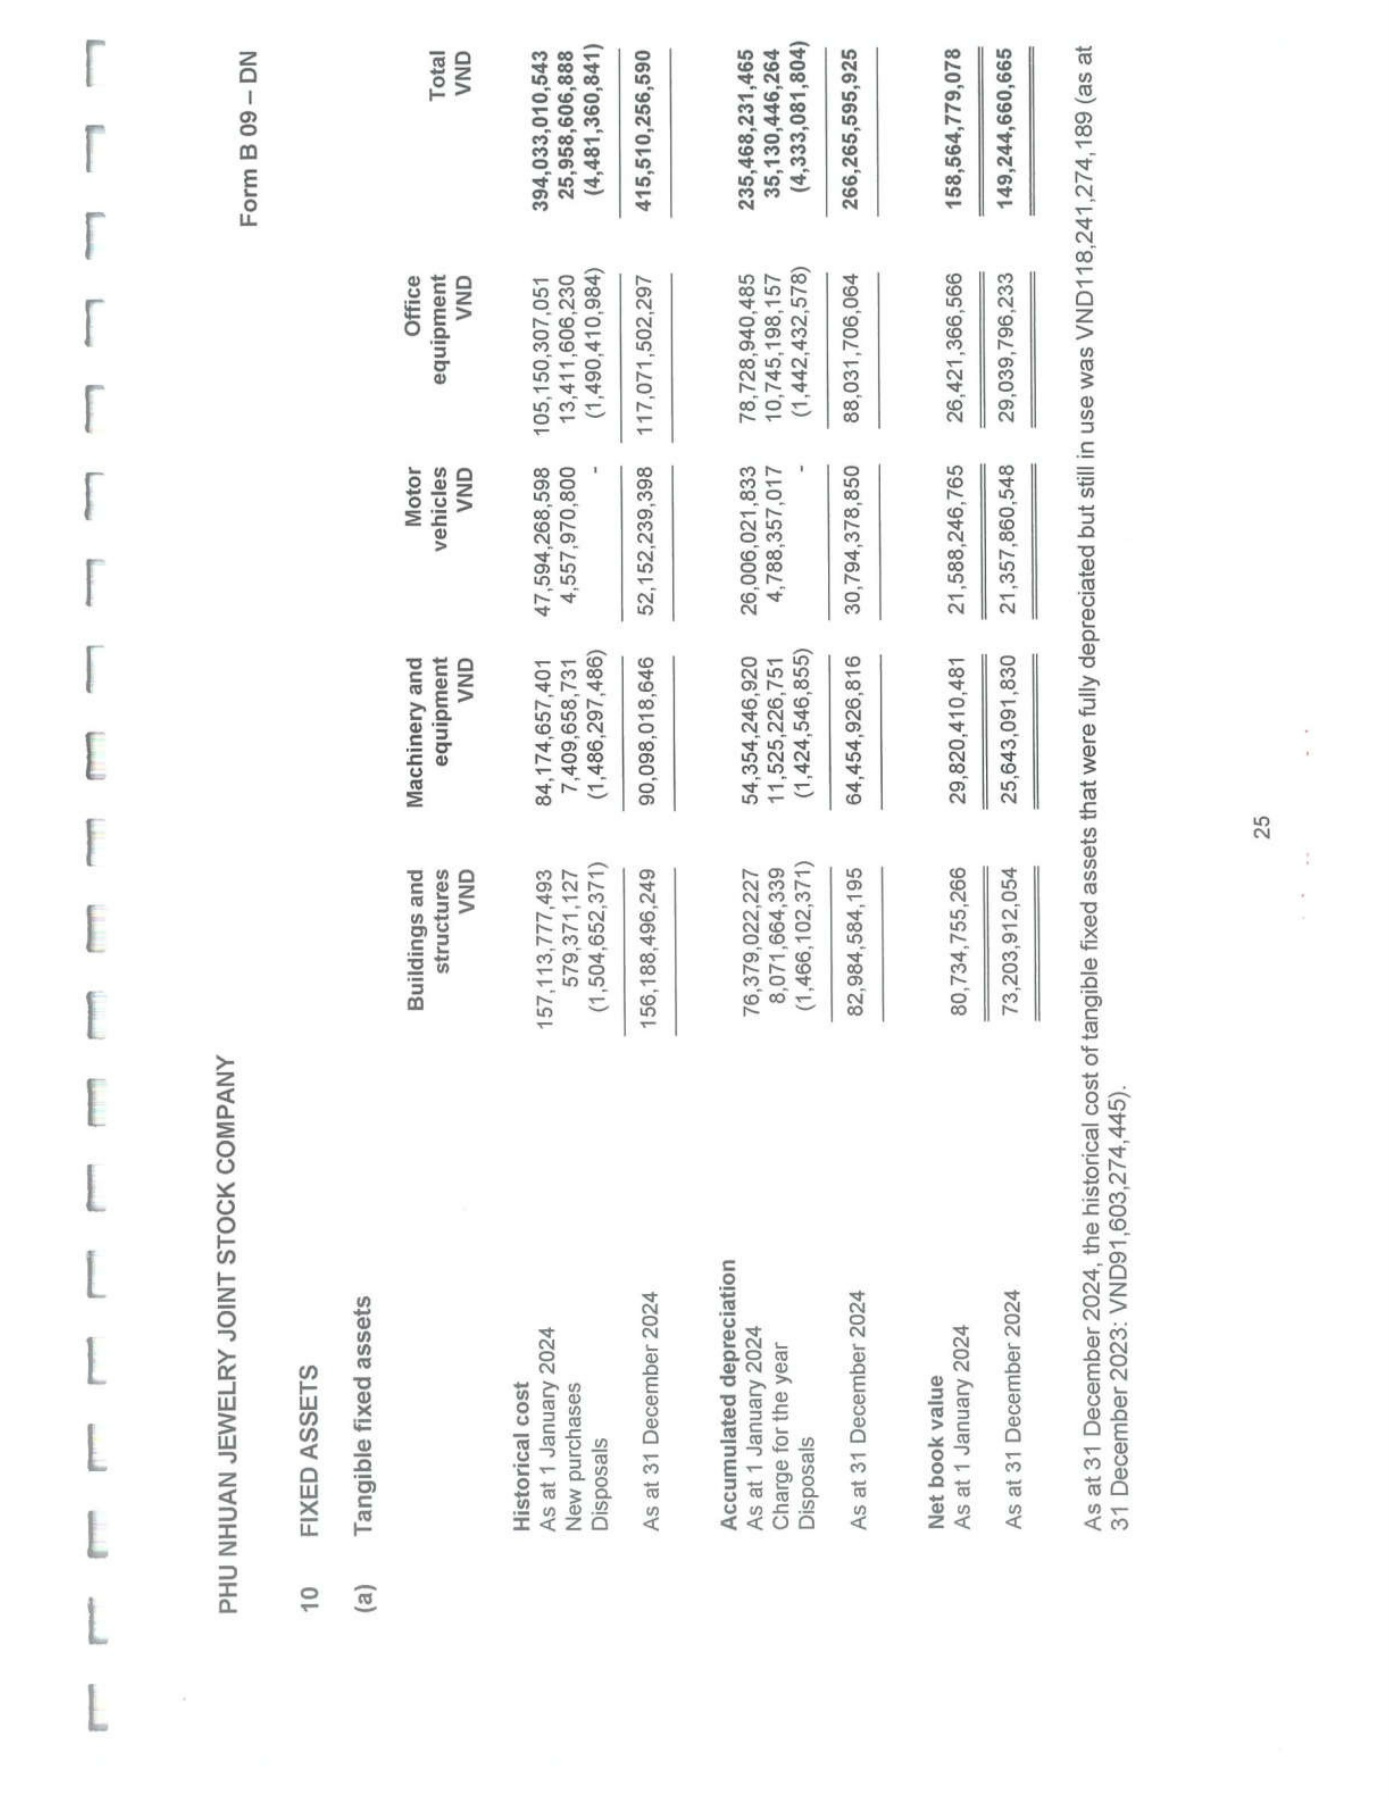 PHU NHUAN JEWELRY JOINT STOCK COMPANY
Form B 09 – DN
10 FIXED ASSETS
(a) Tangible fixed assets
Buildings and Machinery and Motor Office
structures equipment vehicles equipment Total
VND VND VND VND VND
Historical cost
As at 1 January 2024 157,113,777,493 84,174,657,401 47,594,268,598 105,150,307,051 394,033,010,543
New purchases 579,371,127 7,409,658,731 4,557,970,800 13,411,606,230 25,958,606,888
Disposals (1,504,652,371) (1,486,297,486) - (1,490,410,984) (4,481,360,841)
As at 31 December 2024 156,188,496,249 90,098,018,646 52,152,239,398 117,071,502,297 415,510,256,590
Accumulated depreciation
As at 1 January 2024 76,379,022,227 54,354,246,920 26,006,021,833 78,728,940,485 235,468,231,465
Charge for the year 8,071,664,339 11,525,226,751 4,788,357,017 10,745,198,157 35,130,446,264
Disposals (1,466,102,371) (1,424,546,855) - (1,442,432,578) (4,333,081,804)
As at 31 December 2024 82,984,584,195 64,454,926,816 30,794,378,850 88,031,706,064 266,265,595,925
Net book value
As at 1 January 2024 80,734,755,266 29,820,410,481 21,588,246,765 26,421,366,566 158,564,779,078
As at 31 December 2024 73,203,912,054 25,643,091,830 21,357,860,548 29,039,796,233 149,244,660,665
As at 31 December 2024, the historical cost of tangible fixed assets that were fully depreciated but still in use was VND118,241,274,189 (as at
31 December 2023: VND91,603,274,445).
25